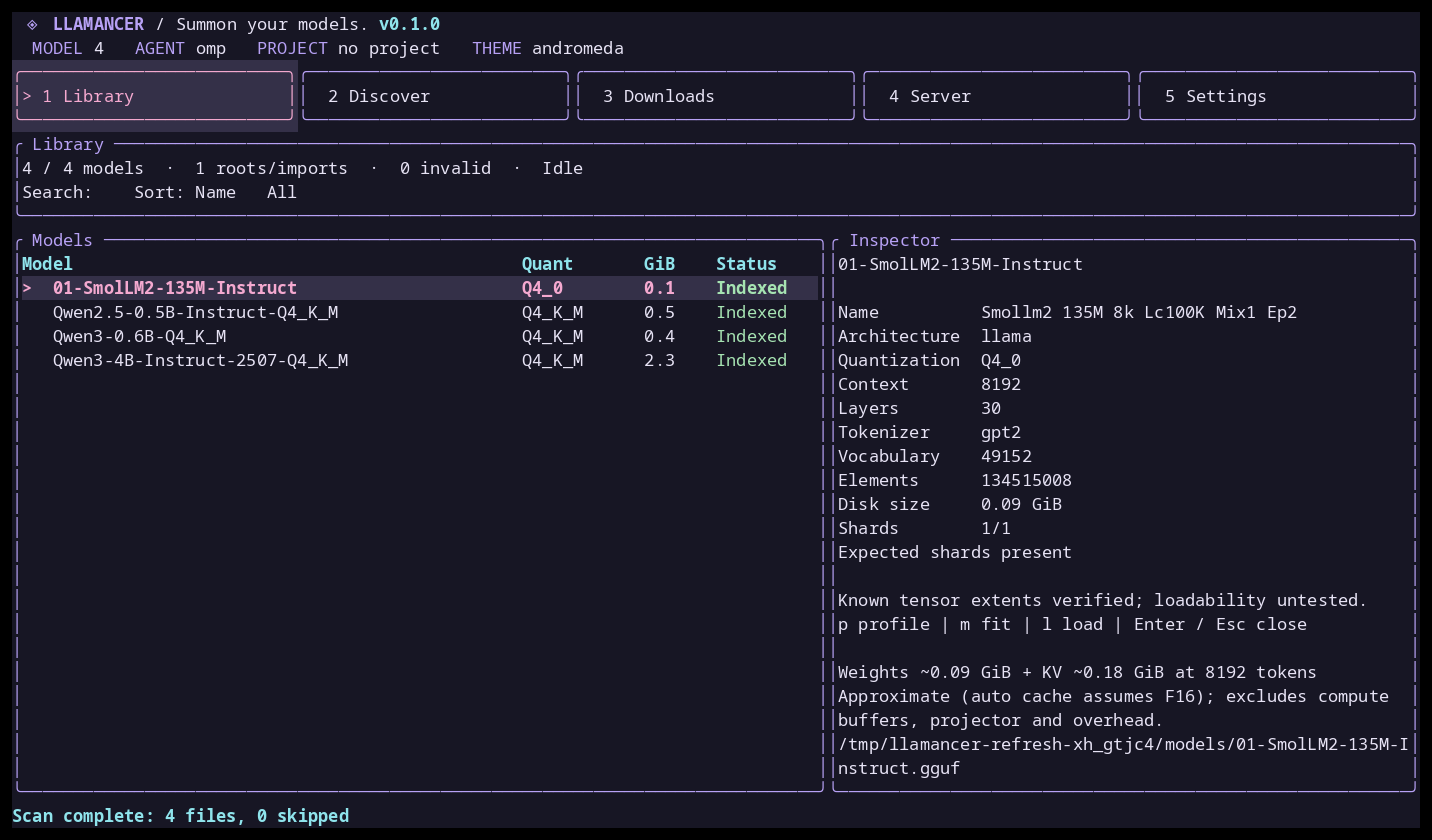 ◈ LLAMANCER / Summon your models. v0.1.0
MODEL 4 AGENT omp PROJECT no project THEME andromeda
> 1 Library 2 Discover 3 Downloads 4 Server 5 Settings
Library
4 / 4 models · 1 roots/imports · 0 invalid · Idle
Search: Sort: Name All
Models
Model Quant GiB Status
> 01-SmolLM2-135M-Instruct Q4_0 0.1 Indexed
Qwen2.5-0.5B-Instruct-Q4_K_M Q4_K_M 0.5 Indexed
Qwen3-0.6B-Q4_K_M Q4_K_M 0.4 Indexed
Qwen3-4B-Instruct-2507-Q4_K_M Q4_K_M 2.3 Indexed
Inspector
01-SmolLM2-135M-Instruct
Name Smollm2 135M 8k Lc100K Mix1 Ep2
Architecture llama
Quantization Q4_0
Context 8192
Layers 30
Tokenizer gpt2
Vocabulary 49152
Elements 134515008
Disk size 0.09 GiB
Shards 1/1
Expected shards present
Known tensor extents verified; loadability untested.
p profile | m fit | l load | Enter / Esc close
Weights ~0.09 GiB + KV ~0.18 GiB at 8192 tokens
Approximate (auto cache assumes F16); excludes compute
buffers, projector and overhead.
/tmp/llamancer-refresh-xh_gtjc4/models/01-SmolLM2-135M-I
nstruct.gguf
Scan complete: 4 files, 0 skipped